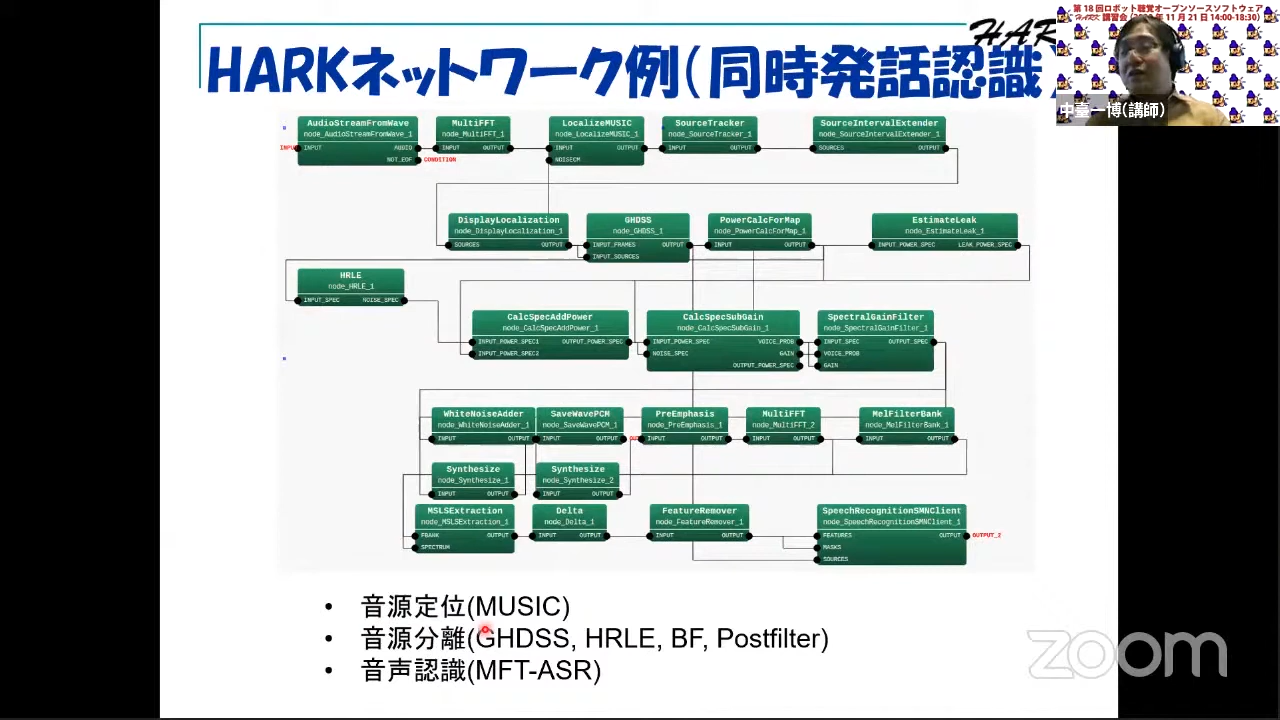 HARKネットワーク例(同時発話認識
HAR
第 18 回ロボット聴覚オープンソースソフトウェア
中臺一博(講師)
AudioStreamFromWave
node_AudioStreamFromWave_1
INPUT AUDIO
NOT_EOF CONDITION
MultiFFT
node_MultiFFT_1
INPUT OUTPUT
LocalizeMUSIC
node_LocalizeMUSIC_1
INPUT OUTPUT
NOISECM
SourceTracker
node_SourceTracker_1
INPUT OUTPUT
SourceIntervalExtender
node_SourceIntervalExtender_1
SOURCES OUTPUT
DisplayLocalization
node_DisplayLocalization_1
SOURCES OUTPUT
GHDSS
node_GHDSS_1
INPUT_FRAMES OUTPUT
INPUT_SOURCES
PowerCalcForMap
node_PowerCalcForMap_1
INPUT OUTPUT
EstimateLeak
node_EstimateLeak_1
INPUT_POWER_SPEC LEAK_POWER_SPEC
HRLE
node_HRLE_1
INPUT_SPEC NOISE_SPEC
CalcSpecAddPower
node_CalcSpecAddPower_1
INPUT_POWER_SPEC1 OUTPUT_POWER_SPEC
INPUT_POWER_SPEC2
CalcSpecSubGain
node_CalcSpecSubGain_1
INPUT_POWER_SPEC VOICE_PROB
NOISE_SPEC GAIN
OUTPUT_POWER_SPEC
SpectralGainFilter
node_SpectralGainFilter_1
INPUT_SPEC OUTPUT_SPEC
VOICE_PROB
GAIN
WhiteNoiseAdder
node_WhiteNoiseAdder_1
INPUT OUTPUT
SaveWavePCM
node_SaveWavePCM_1
INPUT OUTPUT
PreEmphasis
node_PreEmphasis_1
INPUT OUTPUT
MultiFFT
node_MultiFFT_2
INPUT OUTPUT
MelFilterBank
node_MelFilterBank_1
INPUT OUTPUT
Synthesize
node_Synthesize_1
INPUT OUTPUT
Synthesize
node_Synthesize_2
INPUT OUTPUT
MSLSExtraction
node_MSLSExtraction_1
FBANK OUTPUT
SPECTRUM
Delta
node_Delta_1
INPUT OUTPUT
FeatureRemover
node_FeatureRemover_1
INPUT OUTPUT
SpeechRecognitionSMNClient
node_SpeechRecognitionSMNClient_1
FEATURES OUTPUT OUTPUT_2
MASKS
SOURCES
• 音源定位(MUSIC)
• 音源分離(GHDSS, HRLE, BF, Postfilter)
• 音声認識(MFT-ASR)
zoom